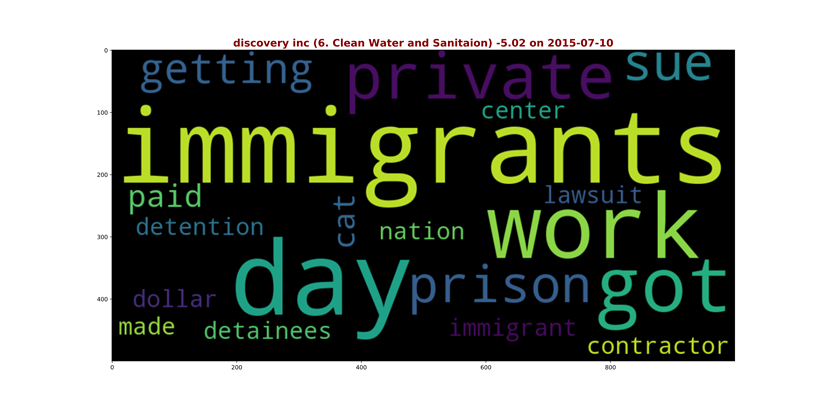 discovery inc (6. Clean Water and Sanitaion) -5.02 on 2015-07-10
0
100
200
300
400
0
200
400
600
800
getting
private
sue
center
immigrants
paid
lawsuit
detention
cat
nation
work
day
prison
got
dollar
made
detainees
immigrant
contractor